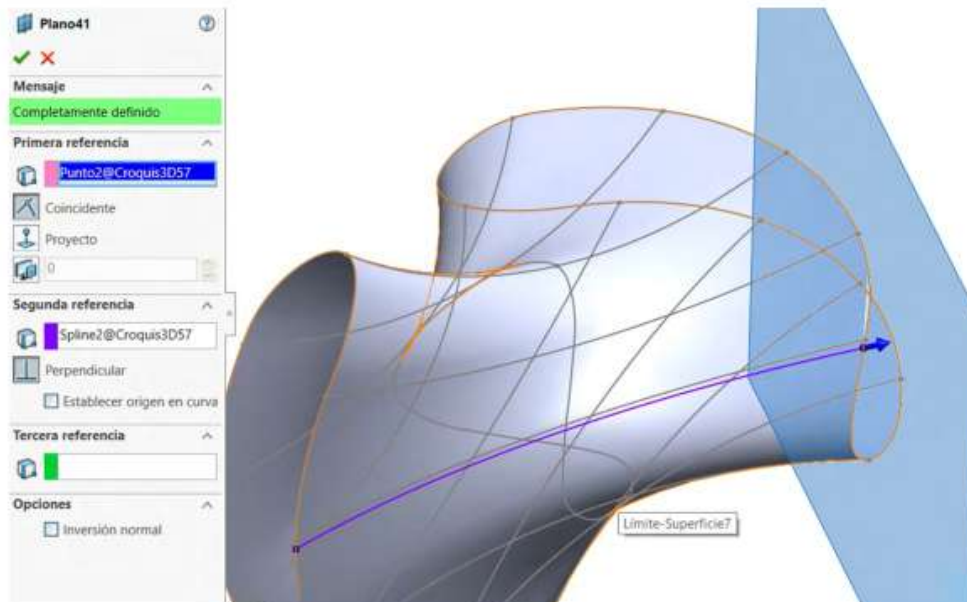 Plano41
Mensaje
Completamente definido
Primera referencia
Punto2@Croquis3D57
Coincidente
Proyecto
0
Segunda referencia
Spline2@Croquis3D57
Perpendicular
Establecer origen en curva
Tercera referencia
Opciones
Inversión normal
Límite-Superficie7